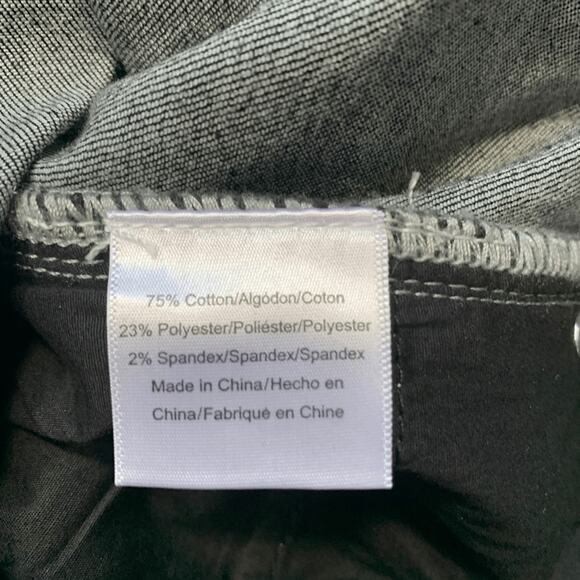 75% Cotton/Algódon/Coton
23% Polyester/Poliéster/Polyester
2% Spandex/Spandex/Spandex
Made in China/Hecho en
China/Fabriqué en Chine